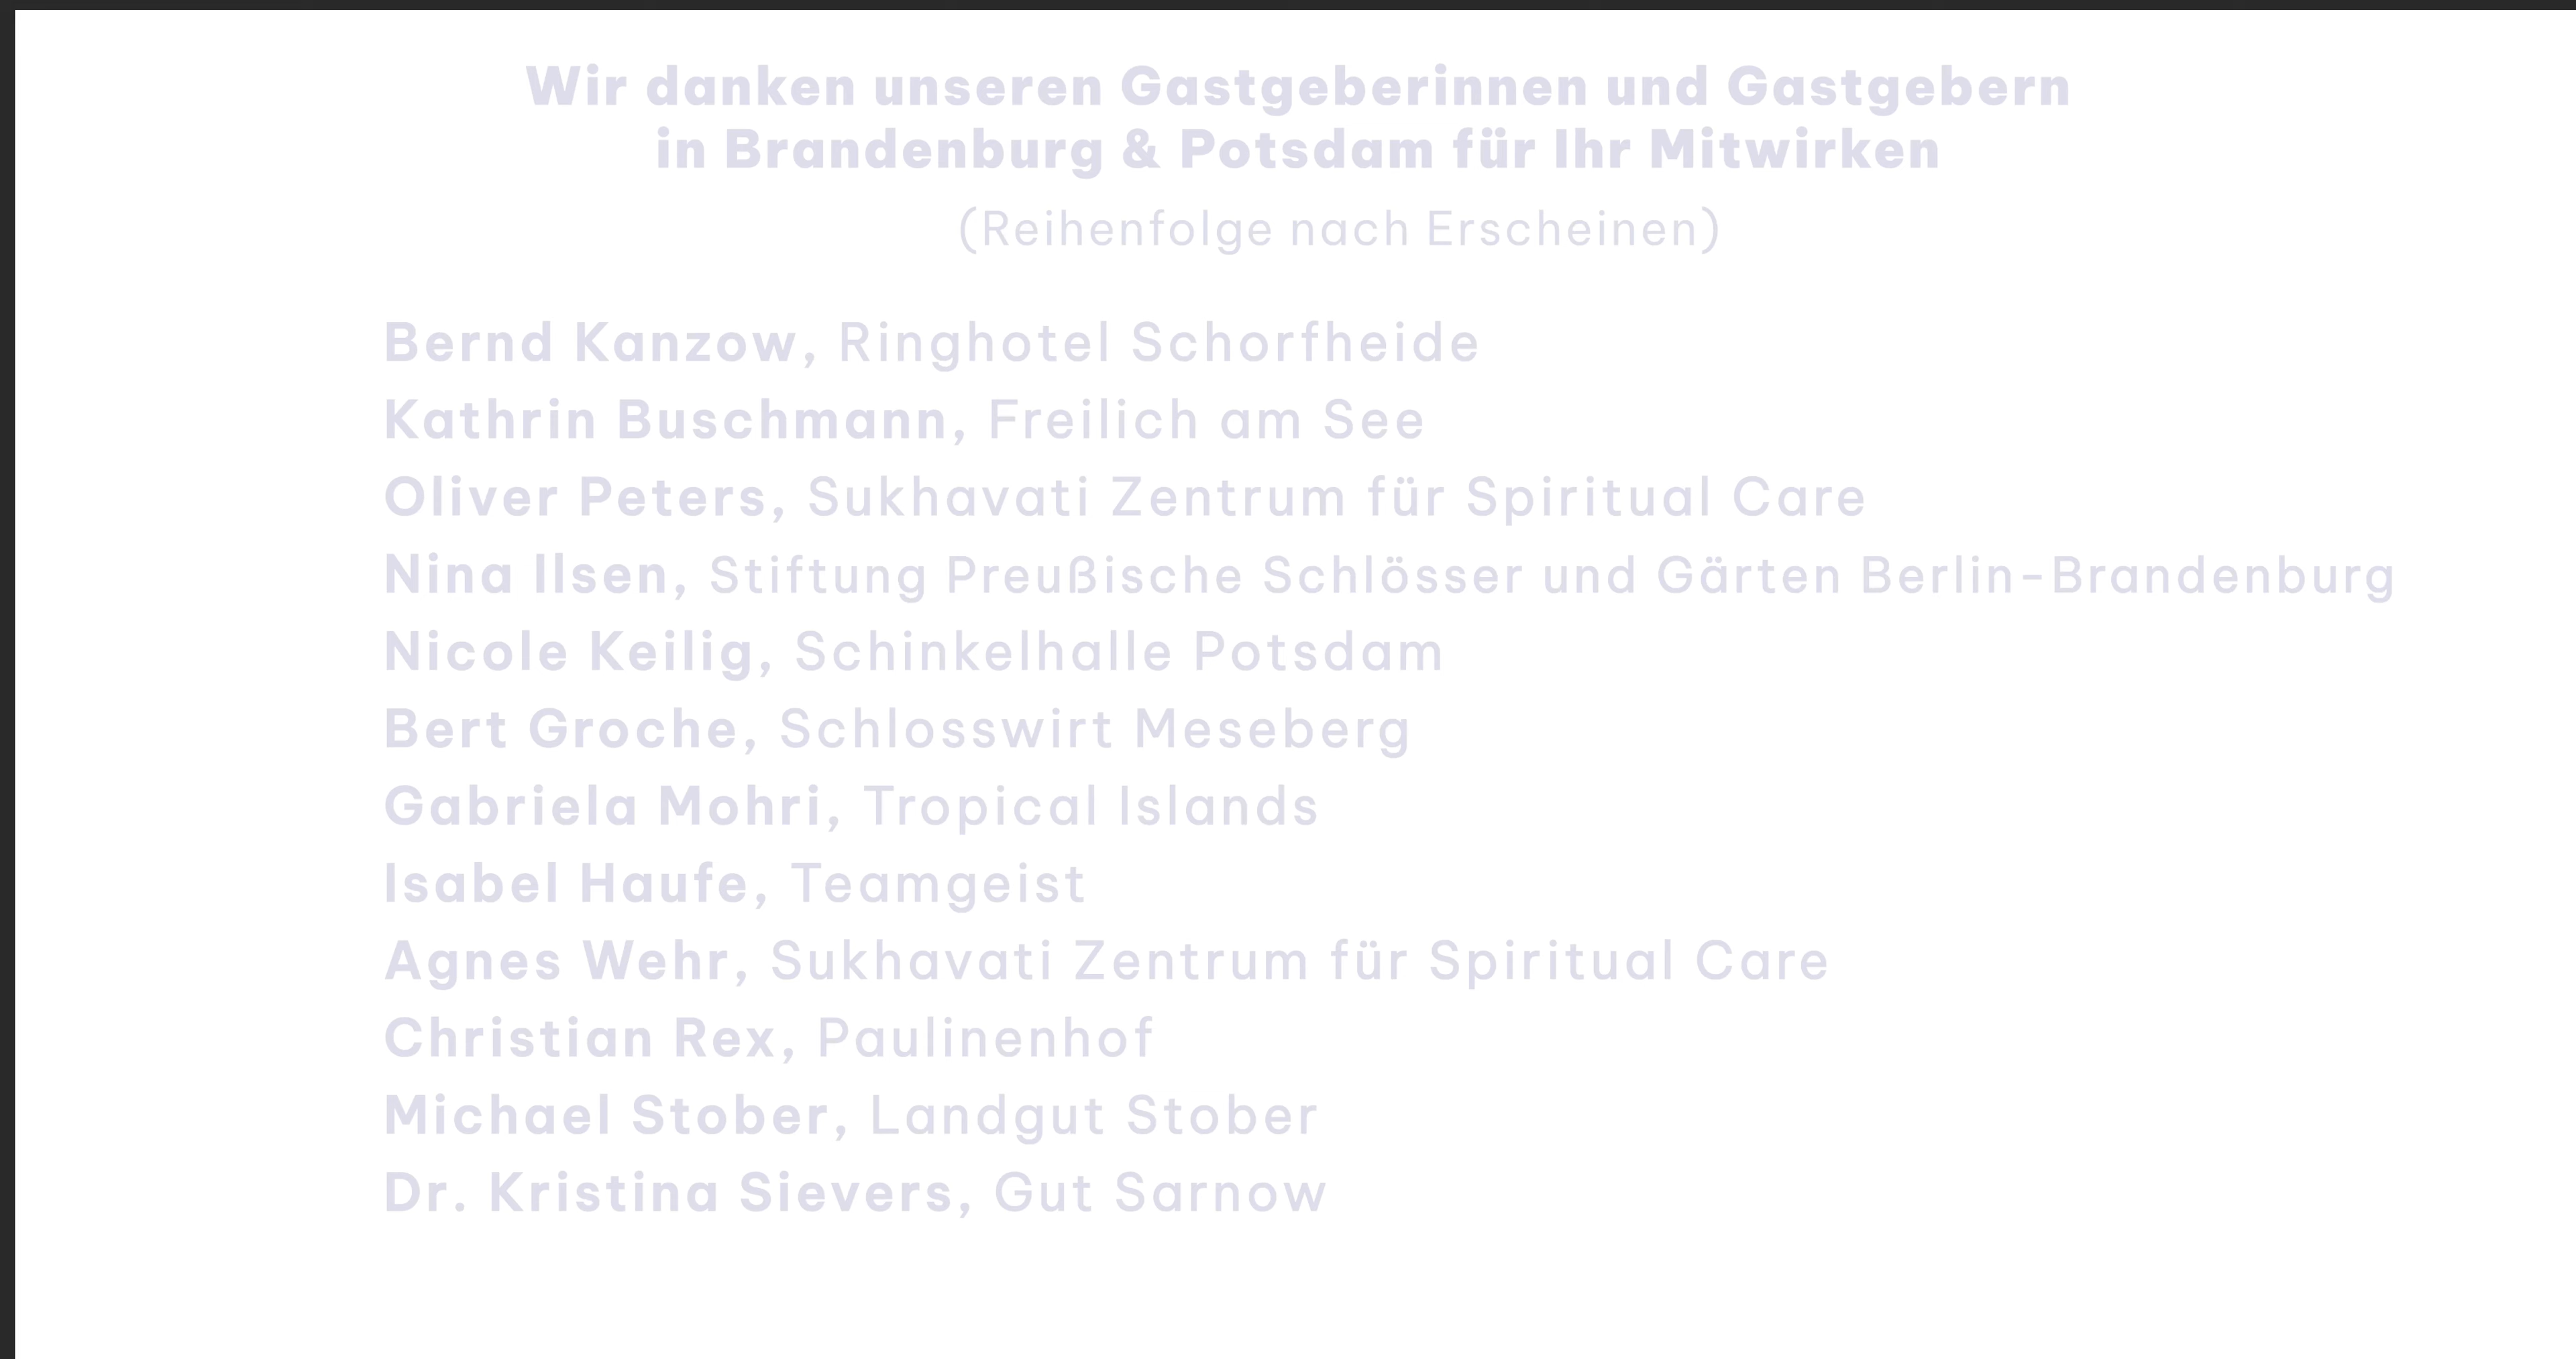 Wir danken unseren Gastgeberinnen und Gastgebern
in Brandenburg & Potsdam für Ihr Mitwirken
(Reihenfolge nach Erscheinen)
Bernd Kanzow, Ringhotel Schorfheide
Kathrin Buschmann, Freilich am See
Oliver Peters, Sukhavati Zentrum für Spiritual Care
Nina Ilsen, Stiftung Preußische Schlösser und Gärten Berlin-Brandenburg
Nicole Keilig, Schinkelhalle Potsdam
Bert Groche, Schlosswirt Meseberg
Gabriela Mohri, Tropical Islands
Isabel Haufe, Teamgeist
Agnes Wehr, Sukhavati Zentrum für Spiritual Care
Christian Rex, Paulinenhof
Michael Stober, Landgut Stober
Dr. Kristina Sievers, Gut Sarnow